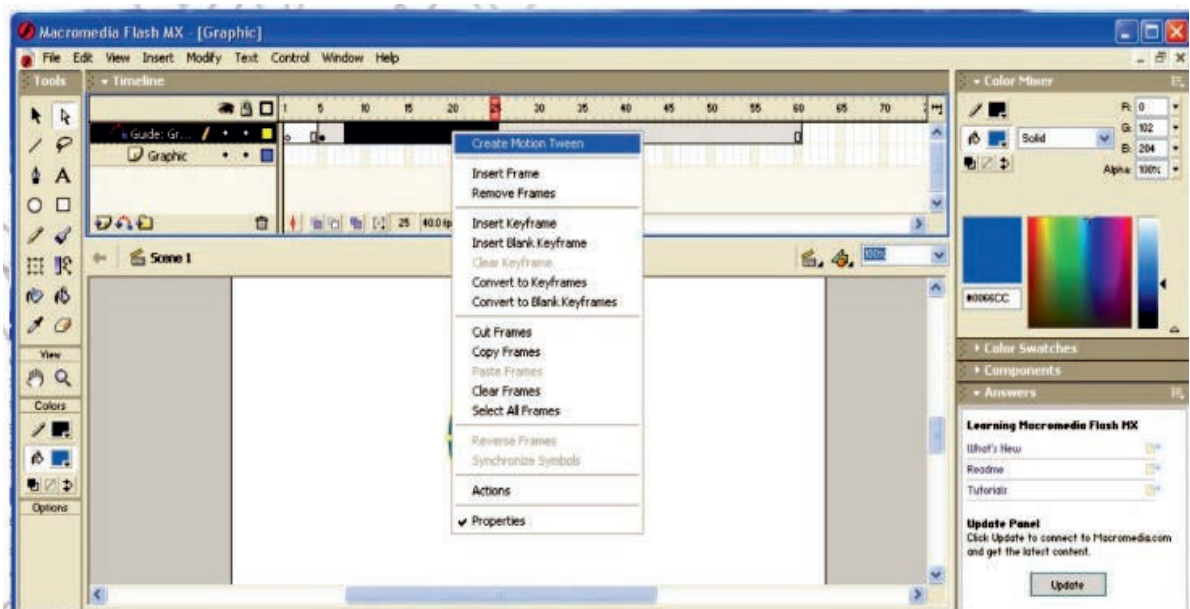 Macromedia Flash MX - [Graphic]
File Edit View Insert Modify Text Control Window Help
Tools
Timeline
1 5 10 15 20 25 30 35 40 45 50 55 60 65 70
Guide: Gr...
Graphic
25 40.0 fp
Scene 1
100%
View
Colors
Options
Create Motion Tween
Insert Frame
Remove Frames
Insert Keyframe
Insert Blank Keyframe
Clear Keyframe
Convert to Keyframes
Convert to Blank Keyframes
Cut Frames
Copy Frames
Paste Frames
Clear Frames
Select All Frames
Reverse Frames
Synchronize Symbols
Actions
Properties
Color Mixer
R: 0
Solid
G: 102
B: 204
Alpha: 100%
#0066CC
Color Swatches
Components
Answers
Learning Macromedia Flash MX
What's New
Readme
Tutorials
Update Panel
Click Update to connect to Macromedia.com
and get the latest content.
Update